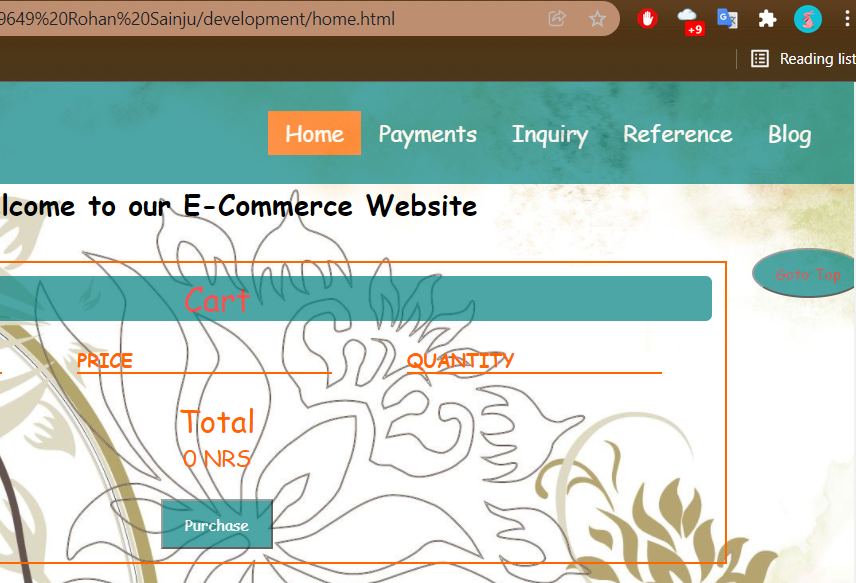 9649%20Rohan%20Sainju/development/home.html
+9
Reading list
Home Payments Inquiry Reference Blog
lcome to our E-Commerce Website
Goto Top
Cart
PRICE QUANTITY
Total
0 NRS
Purchase